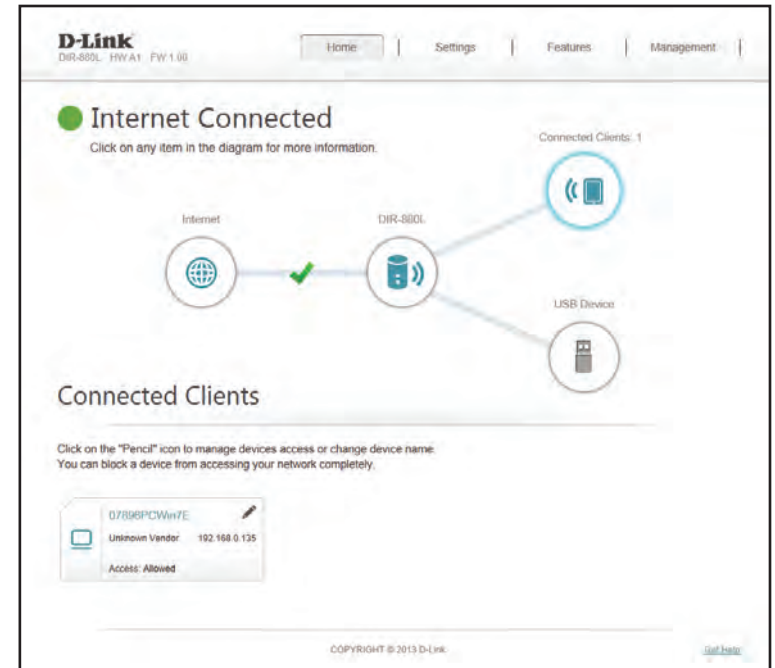 D-Link
DIR-880L HW A1 FW 1.00
Home | Settings | Features | Management |
Internet Connected
Click on any item in the diagram for more information.
Connected Clients: 1
Internet
DIR-880L
USB Device
Connected Clients
Click on the "Pencil" icon to manage devices access or change device name.
You can block a device from accessing your network completely.
07896PCWin7E
Unknown Vendor 192.168.0.135
Access: Allowed
COPYRIGHT © 2013 D-Link
Get Help